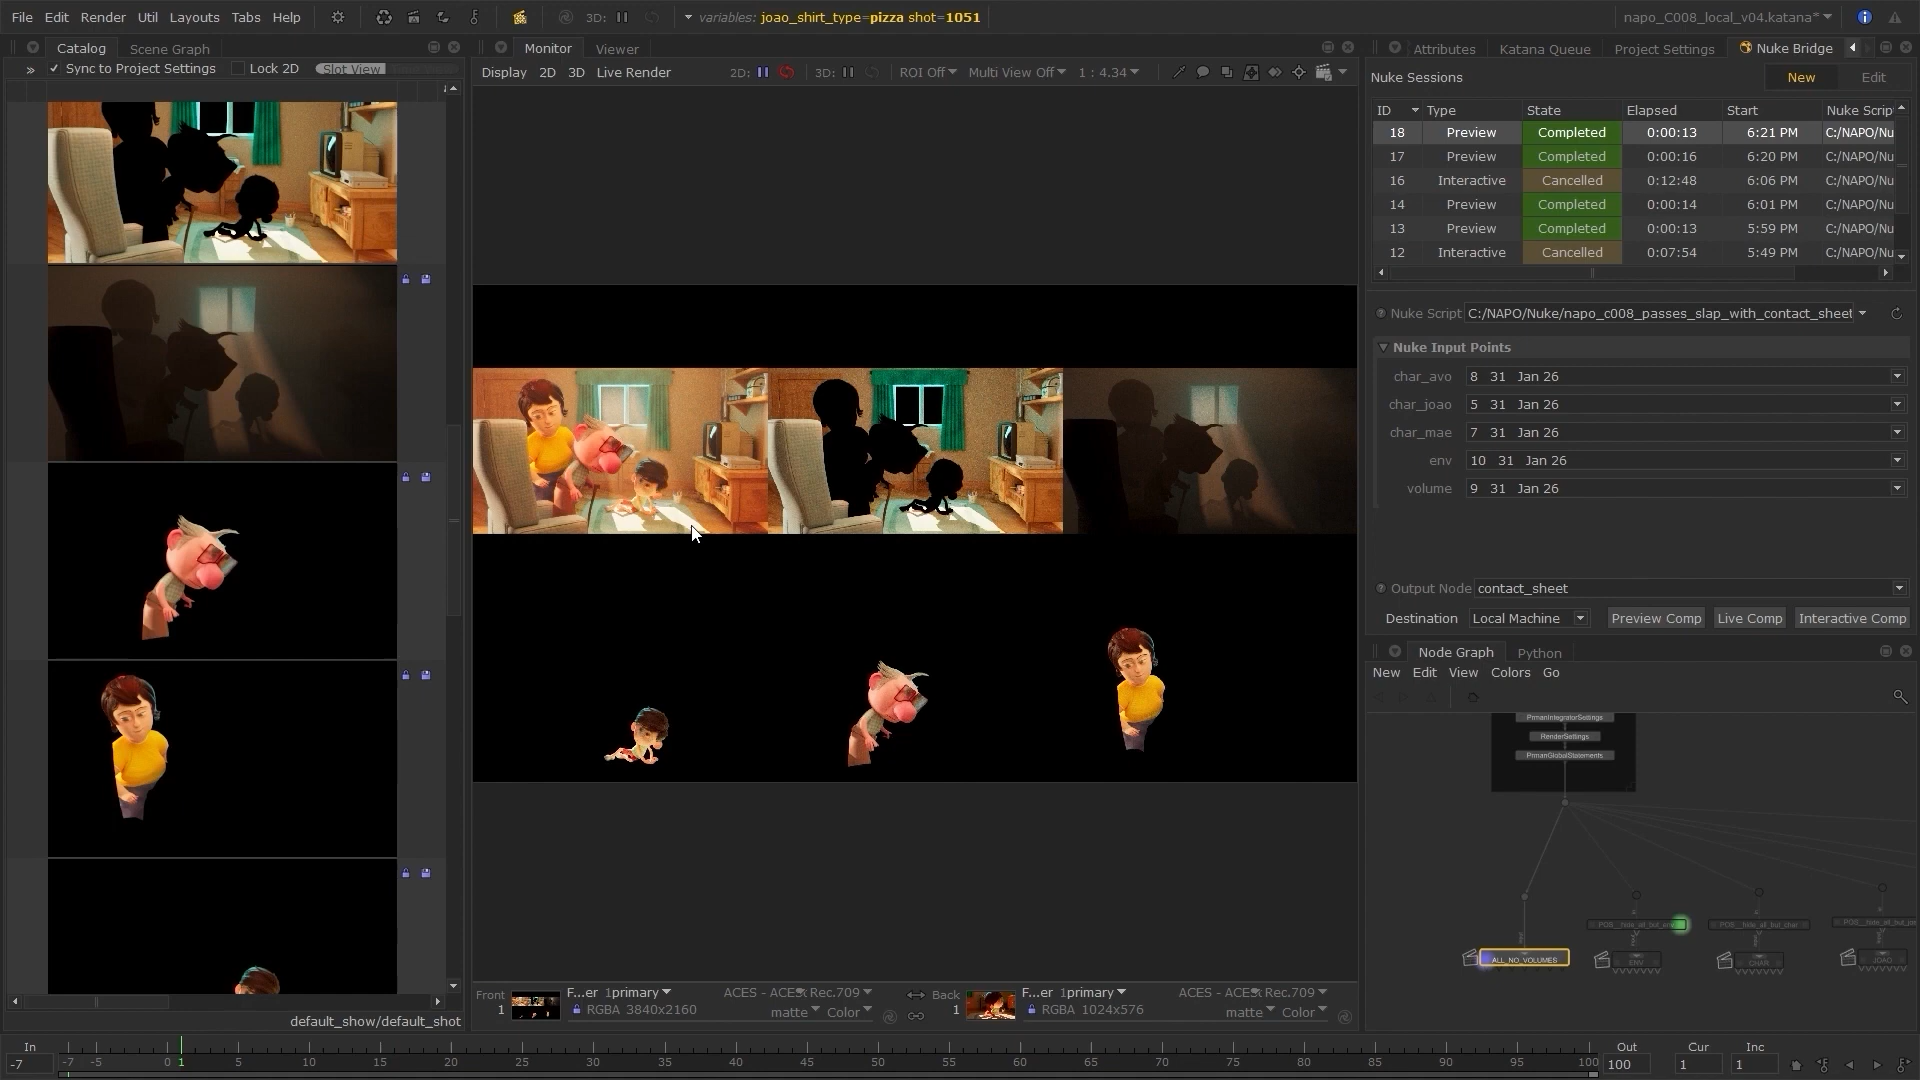 File Edit Render Util Layouts Tabs Help 3D: variables: joao_shirt_type=pizza shot=1051 napo_C008_local_v04.katana*
Catalog Scene Graph
Sync to Project Settings Lock 2D Slot View
default_show/default_shot
Monitor Viewer
Display 2D 3D Live Render 2D: 3D: ROI Off Multi View Off 1 : 4.34
Front 1 F...er 1primary ACES - ACES Rec.709
RGBA 3840x2160 matte Color
Back 1 F...er 1primary ACES - ACES Rec.709
RGBA 1024x576 matte Color
Attributes Katana Queue Project Settings Nuke Bridge
Nuke Sessions New Edit
ID Type State Elapsed Start Nuke Scrip
18 Preview Completed 0:00:13 6:21 PM C:/NAPO/Nu
17 Preview Completed 0:00:16 6:20 PM C:/NAPO/Nu
16 Interactive Cancelled 0:12:48 6:06 PM C:/NAPO/Nu
14 Preview Completed 0:00:14 6:01 PM C:/NAPO/Nu
13 Preview Completed 0:00:13 5:59 PM C:/NAPO/Nu
12 Interactive Cancelled 0:07:54 5:49 PM C:/NAPO/Nu
Nuke Script C:/NAPO/Nuke/napo_c008_passes_slap_with_contact_sheet
Nuke Input Points
char_avo 8 31 Jan 26
char_joao 5 31 Jan 26
char_mae 7 31 Jan 26
env 10 31 Jan 26
volume 9 31 Jan 26
Output Node contact_sheet
Destination Local Machine Preview Comp Live Comp Interactive Comp
Node Graph Python
New Edit View Colors Go
PrmanIntegratorSettings
RenderSettings
PrmanGlobalStatements
POS__hide_all_but_env POS__hide_all_but_char
ALL_NO_VOLUMES ENV CHAR JOAO
In -7 -7 -5 0 1 5 10 15 20 25 30 35 40 45 50 55 60 65 70 75 80 85 90 95 100 Out 100 Cur 1 Inc 1